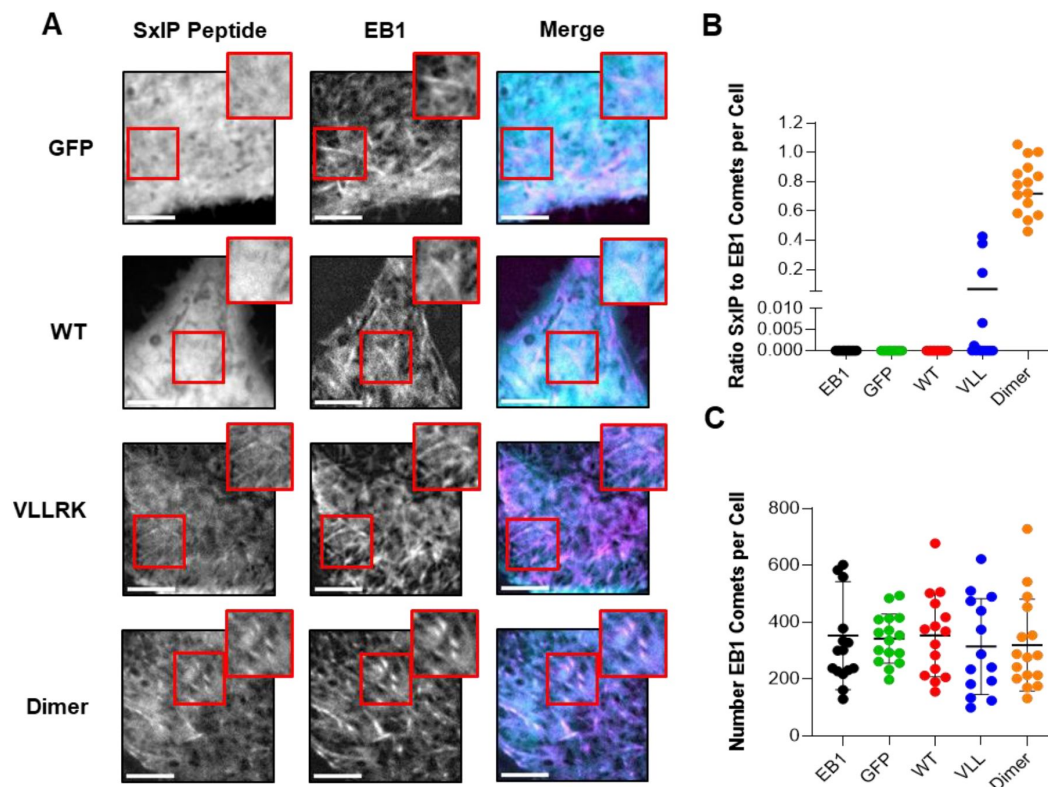 A
SxIP Peptide
EB1
Merge
GFP
WT
VLLRK
Dimer
B
Ratio SxIP to EB1 Comets per Cell
1.2
1.0
0.8
0.6
0.4
0.2
0.010
0.005
0.000
EB1
GFP
WT
VLL
Dimer
C
Number EB1 Comets per Cell
800
600
400
200
0
EB1
GFP
WT
VLL
Dimer